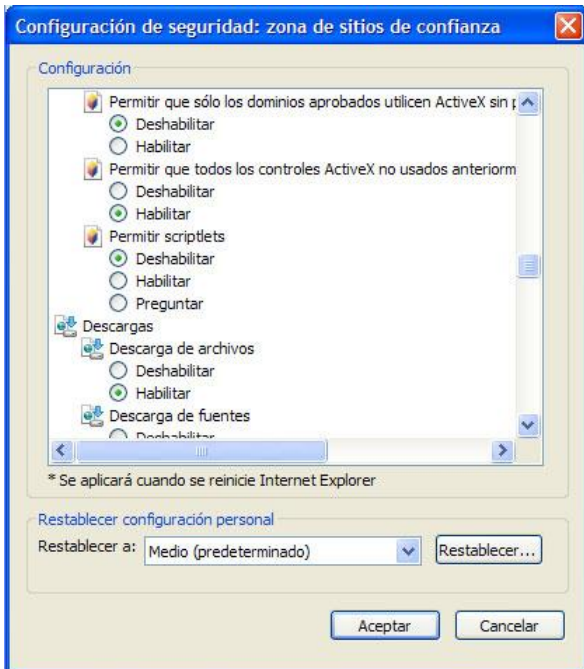 Configuración de seguridad: zona de sitios de confianza
Configuración
Permitir que sólo los dominios aprobados utilicen ActiveX sin
Deshabilitar
Habilitar
Permitir que todos los controles ActiveX no usados anteriorm
Deshabilitar
Habilitar
Permitir scriptlets
Deshabilitar
Habilitar
Preguntar
Descargas
Descarga de archivos
Deshabilitar
Habilitar
Descarga de fuentes
Deshabilitar
* Se aplicará cuando se reinicie Internet Explorer
Restablecer configuración personal
Restablecer a: Medio (predeterminado) Restablecer...
Aceptar Cancelar